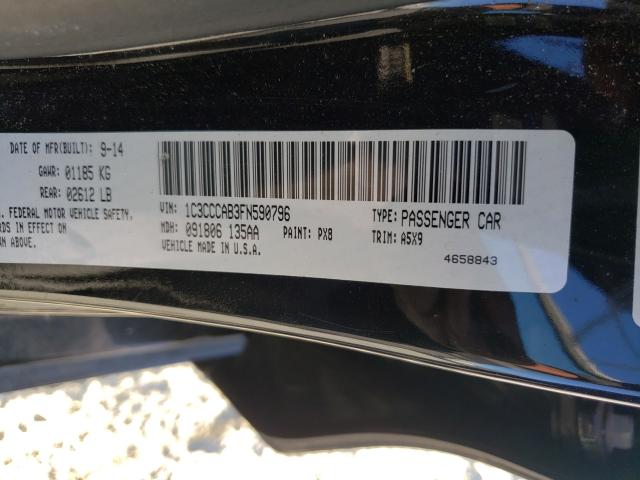 DATE OF MFR(BUILT): 9-14
GAWR: 01185 KG
REAR: 02612 LB
. FEDERAL MOTOR VEHICLE SAFETY,
RDS IN EFFECT ON
N ABOVE.
VIN: 1C3CCCAB3FN590796
TYPE: PASSENGER CAR
MDH: 091806 135AA
PAINT: PX8
TRIM: A5X9
VEHICLE MADE IN U.S.A.
4658843